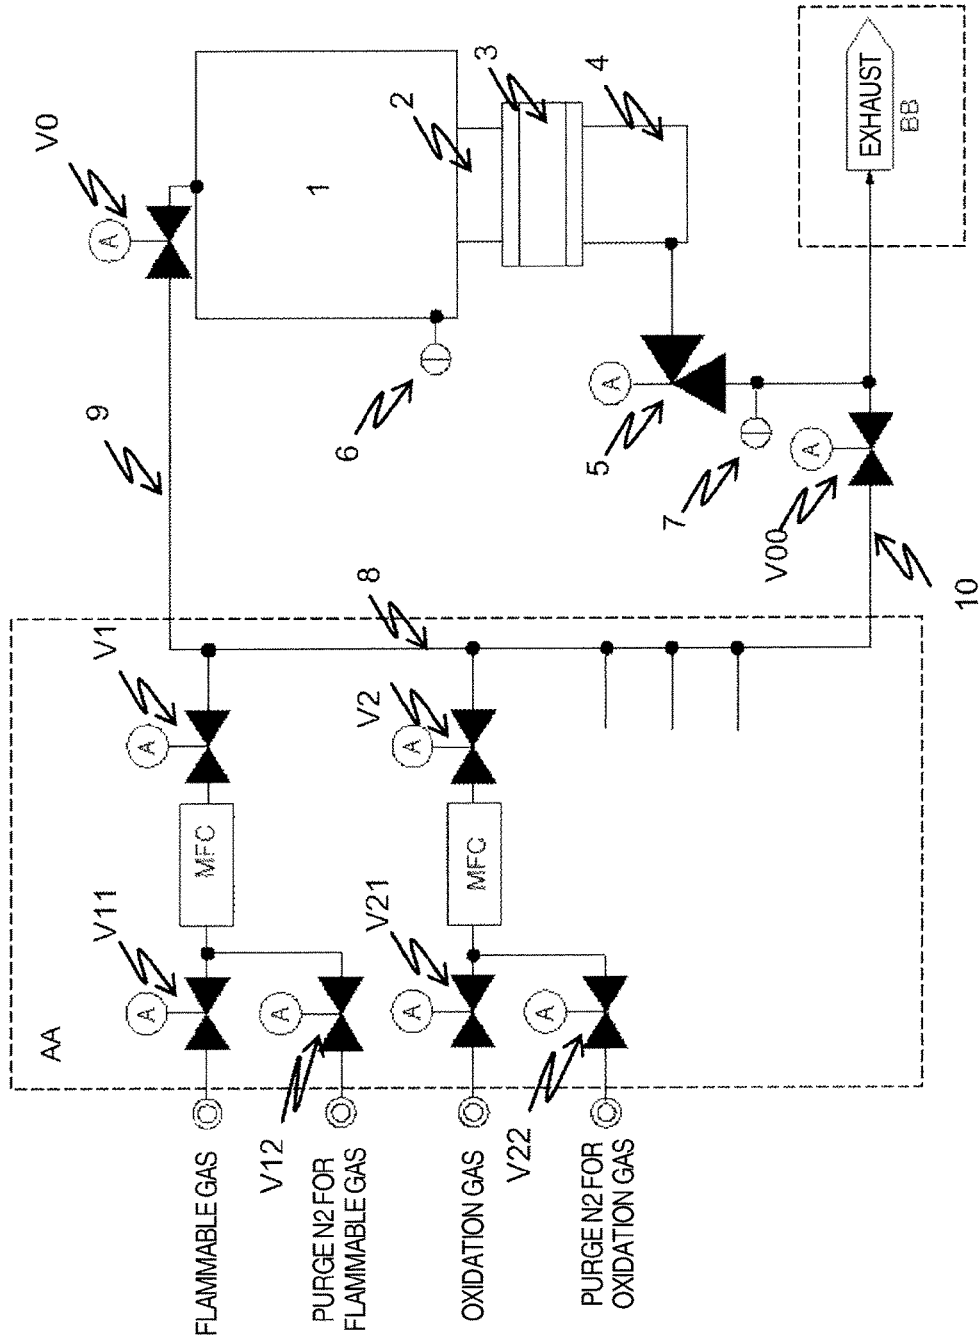 FLAMMABLE GAS
PURGE N2 FOR
FLAMMABLE GAS
OXIDATION GAS
PURGE N2 FOR
OXIDATION GAS
AA
V11
A
V12
A
V21
A
V22
A
MFC
MFC
V1
A
V2
A
8
9
10
V0
A
1
2
3
4
5
A
6
7
V00
A
EXHAUST
BB